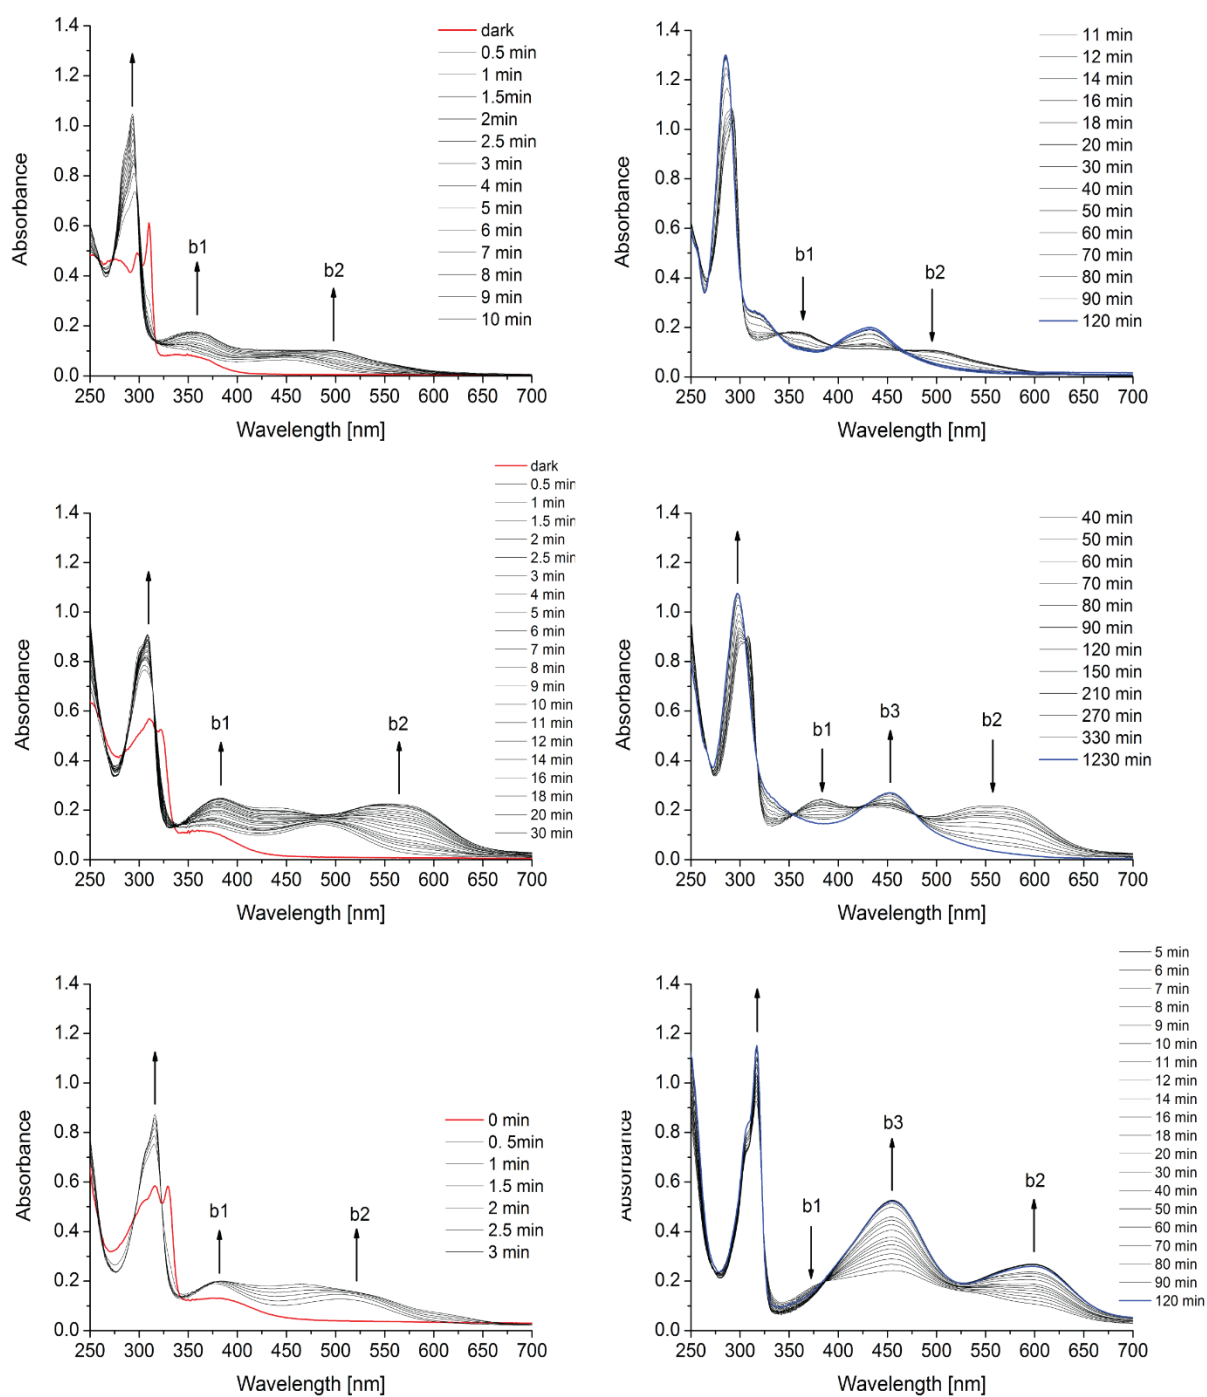 1.4
1.2
1.0
0.8
0.6
0.4
0.2
0.0
Absorbance
250 300 350 400 450 500 550 600 650 700
Wavelength [nm]
b1
b2
dark
0.5 min
1 min
1.5min
2min
2.5 min
3 min
4 min
5 min
6 min
7 min
8 min
9 min
10 min
1.4
1.2
1.0
0.8
0.6
0.4
0.2
0.0
Absorbance
250 300 350 400 450 500 550 600 650 700
Wavelength [nm]
b1
b2
11 min
12 min
14 min
16 min
18 min
20 min
30 min
40 min
50 min
60 min
70 min
80 min
90 min
120 min
1.4
1.2
1.0
0.8
0.6
0.4
0.2
0.0
Absorbance
250 300 350 400 450 500 550 600 650 700
Wavelength [nm]
b1
b2
dark
0.5 min
1 min
1.5 min
2 min
2.5 min
3 min
4 min
5 min
6 min
7 min
8 min
9 min
10 min
11 min
12 min
14 min
16 min
18 min
20 min
30 min
1.4
1.2
1.0
0.8
0.6
0.4
0.2
0.0
Absorbance
250 300 350 400 450 500 550 600 650 700
Wavelength [nm]
b1
b3
b2
40 min
50 min
60 min
70 min
80 min
90 min
120 min
150 min
210 min
270 min
330 min
1230 min
1.4
1.2
1.0
0.8
0.6
0.4
0.2
0.0
Absorbance
250 300 350 400 450 500 550 600 650 700
Wavelength [nm]
b1
b2
0 min
0. 5min
1 min
1.5 min
2 min
2.5 min
3 min
1.4
1.2
1.0
0.8
0.6
0.4
0.2
0.0
Absorbance
250 300 350 400 450 500 550 600 650 700
Wavelength [nm]
b1
b3
b2
5 min
6 min
7 min
8 min
9 min
10 min
11 min
12 min
14 min
16 min
18 min
20 min
30 min
40 min
50 min
60 min
70 min
80 min
90 min
120 min